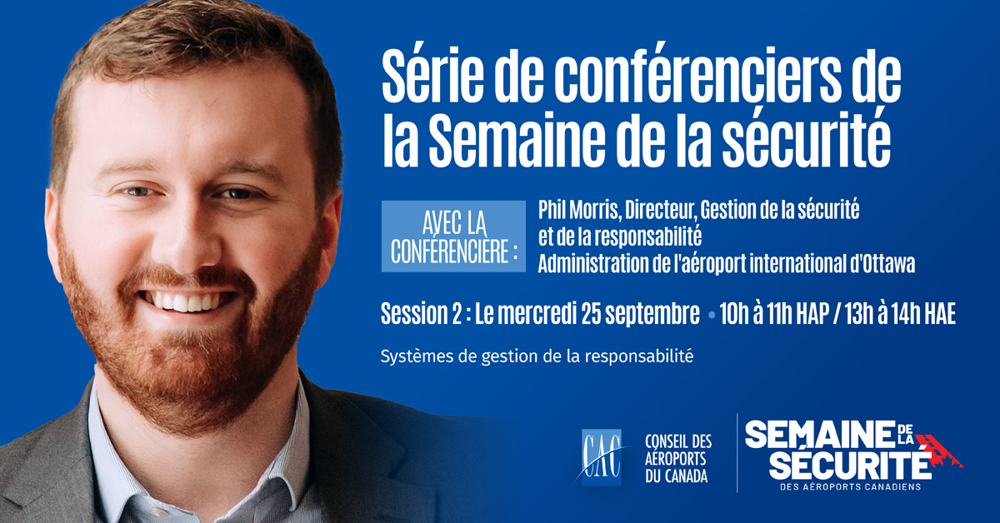 Série de conférenciers de
la Semaine de la sécurité
AVEC LA
CONFÉRENCIÈRE :
Phil Morris, Directeur, Gestion de la sécurité
et de la responsabilité
Administration de l'aéroport international d'Ottawa
Session 2 : Le mercredi 25 septembre • 10h à 11h HAP / 13h à 14h HAE
Systèmes de gestion de la responsabilité
CAC
CONSEIL DES
AÉROPORTS
DU CANADA
SEMAINE DE LA
SÉCURITÉ
DES AÉROPORTS CANADIENS